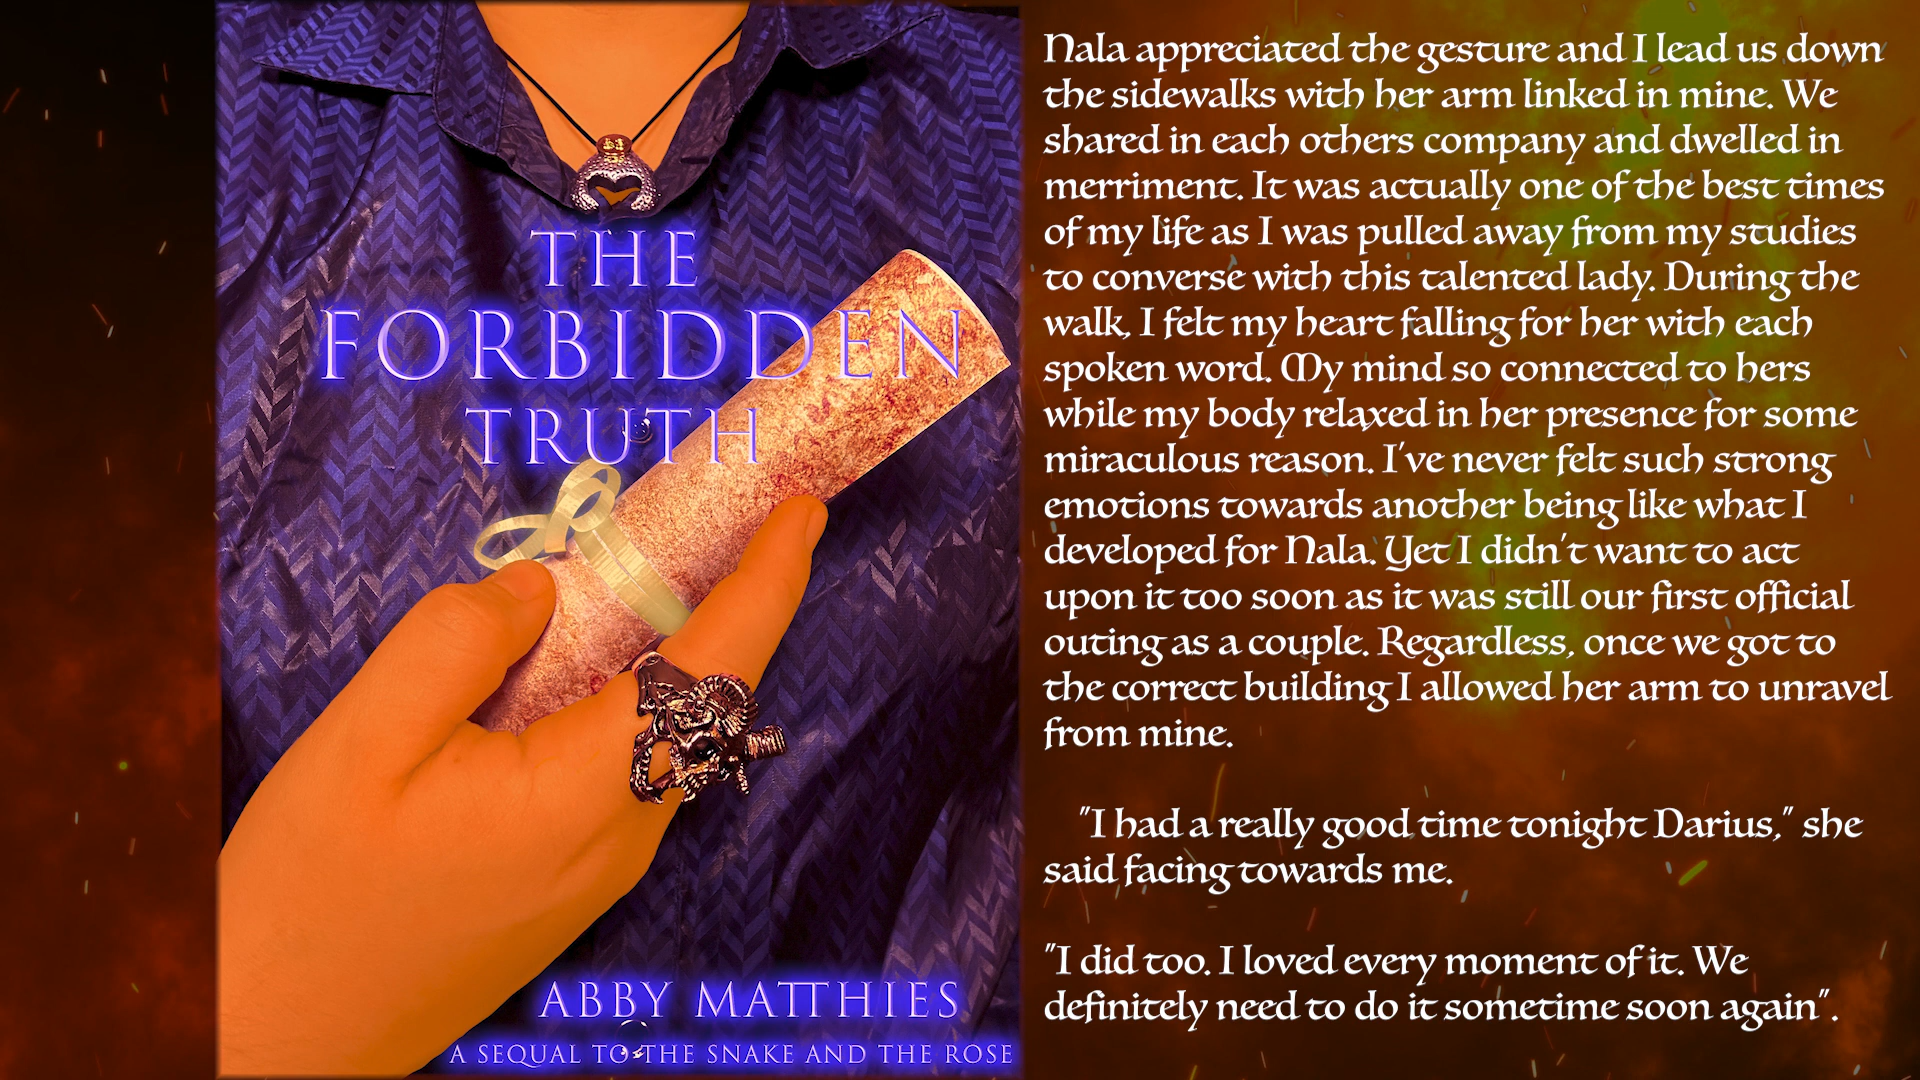 THE
FORBIDDEN
TRUTH
ABBY MATTHIES
A SEQUAL TO THE SNAKE AND THE ROSE
Nala appreciated the gesture and I lead us down
the sidewalks with her arm linked in mine. We
shared in each others company and dwelled in
merriment. It was actually one of the best times
of my life as I was pulled away from my studies
to converse with this talented lady. During the
walk, I felt my heart falling for her with each
spoken word. My mind so connected to hers
while my body relaxed in her presence for some
miraculous reason. I've never felt such strong
emotions towards another being like what I
developed for Nala. Yet I didn't want to act
upon it too soon as it was still our first official
outing as a couple. Regardless, once we got to
the correct building I allowed her arm to unravel
from mine.
"I had a really good time tonight Darius," she
said facing towards me.
"I did too. I loved every moment of it. We
definitely need to do it sometime soon again".